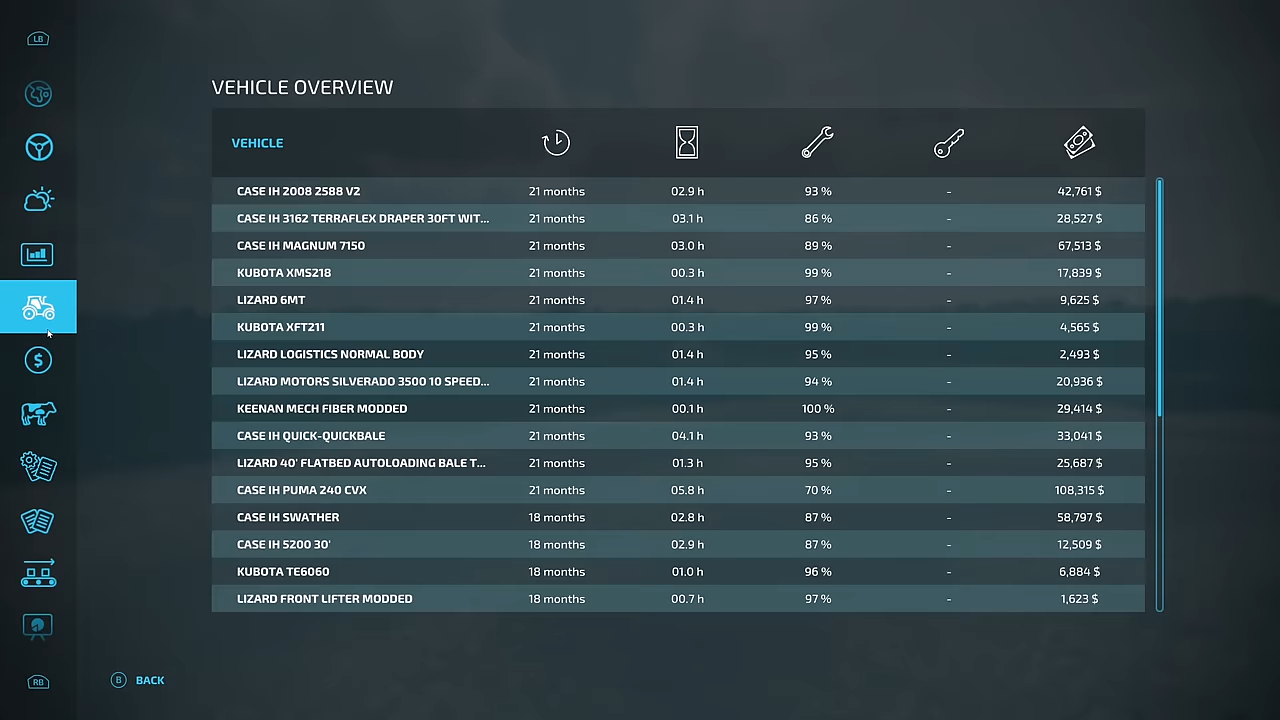 LB
VEHICLE OVERVIEW
VEHICLE
CASE IH 2008 2588 V2 21 months 02.9 h 93 % - 42,761 $
CASE IH 3162 TERRAFLEX DRAPER 30FT WIT... 21 months 03.1 h 86 % - 28,527 $
CASE IH MAGNUM 7150 21 months 03.0 h 89 % - 67,513 $
KUBOTA XMS218 21 months 00.3 h 99 % - 17,839 $
LIZARD 6MT 21 months 01.4 h 97 % - 9,625 $
KUBOTA XFT211 21 months 00.3 h 99 % - 4,565 $
LIZARD LOGISTICS NORMAL BODY 21 months 01.4 h 95 % - 2,493 $
LIZARD MOTORS SILVERADO 3500 10 SPEED... 21 months 01.4 h 94 % - 20,936 $
KEENAN MECH FIBER MODDED 21 months 00.1 h 100 % - 29,414 $
CASE IH QUICK-QUICKBALE 21 months 04.1 h 93 % - 33,041 $
LIZARD 40' FLATBED AUTOLOADING BALE T... 21 months 01.3 h 95 % - 25,687 $
CASE IH PUMA 240 CVX 21 months 05.8 h 70 % - 108,315 $
CASE IH SWATHER 18 months 02.8 h 87 % - 58,797 $
CASE IH 5200 30' 18 months 02.9 h 87 % - 12,509 $
KUBOTA TE6060 18 months 01.0 h 96 % - 6,884 $
LIZARD FRONT LIFTER MODDED 18 months 00.7 h 97 % - 1,623 $
RB
B BACK